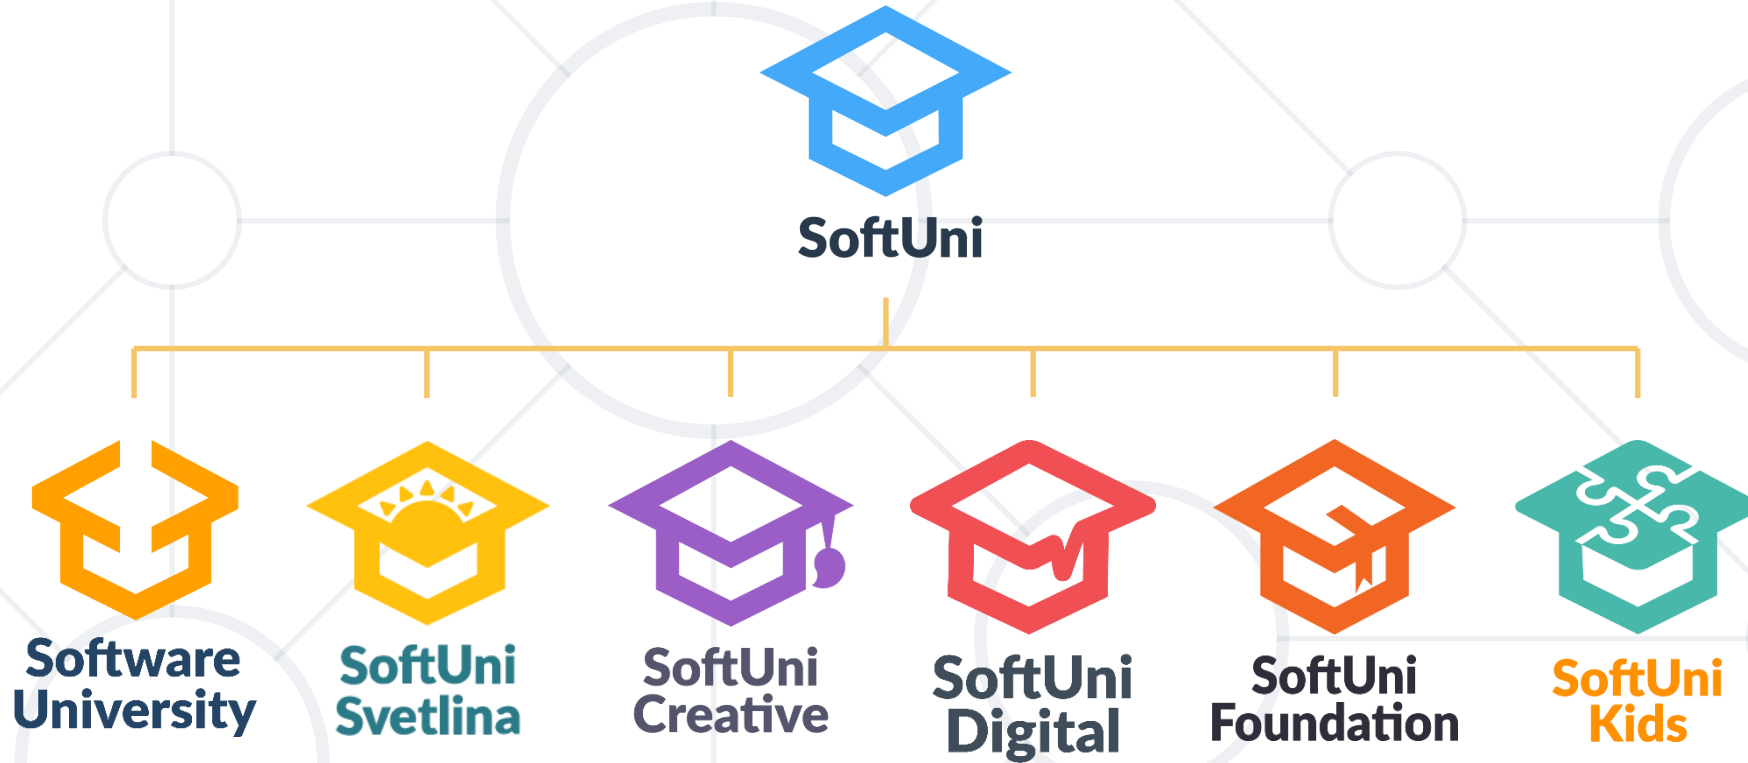 SoftUni
Software
University
SoftUni
Svetlina
SoftUni
Creative
SoftUni
Digital
SoftUni
Foundation
SoftUni
Kids